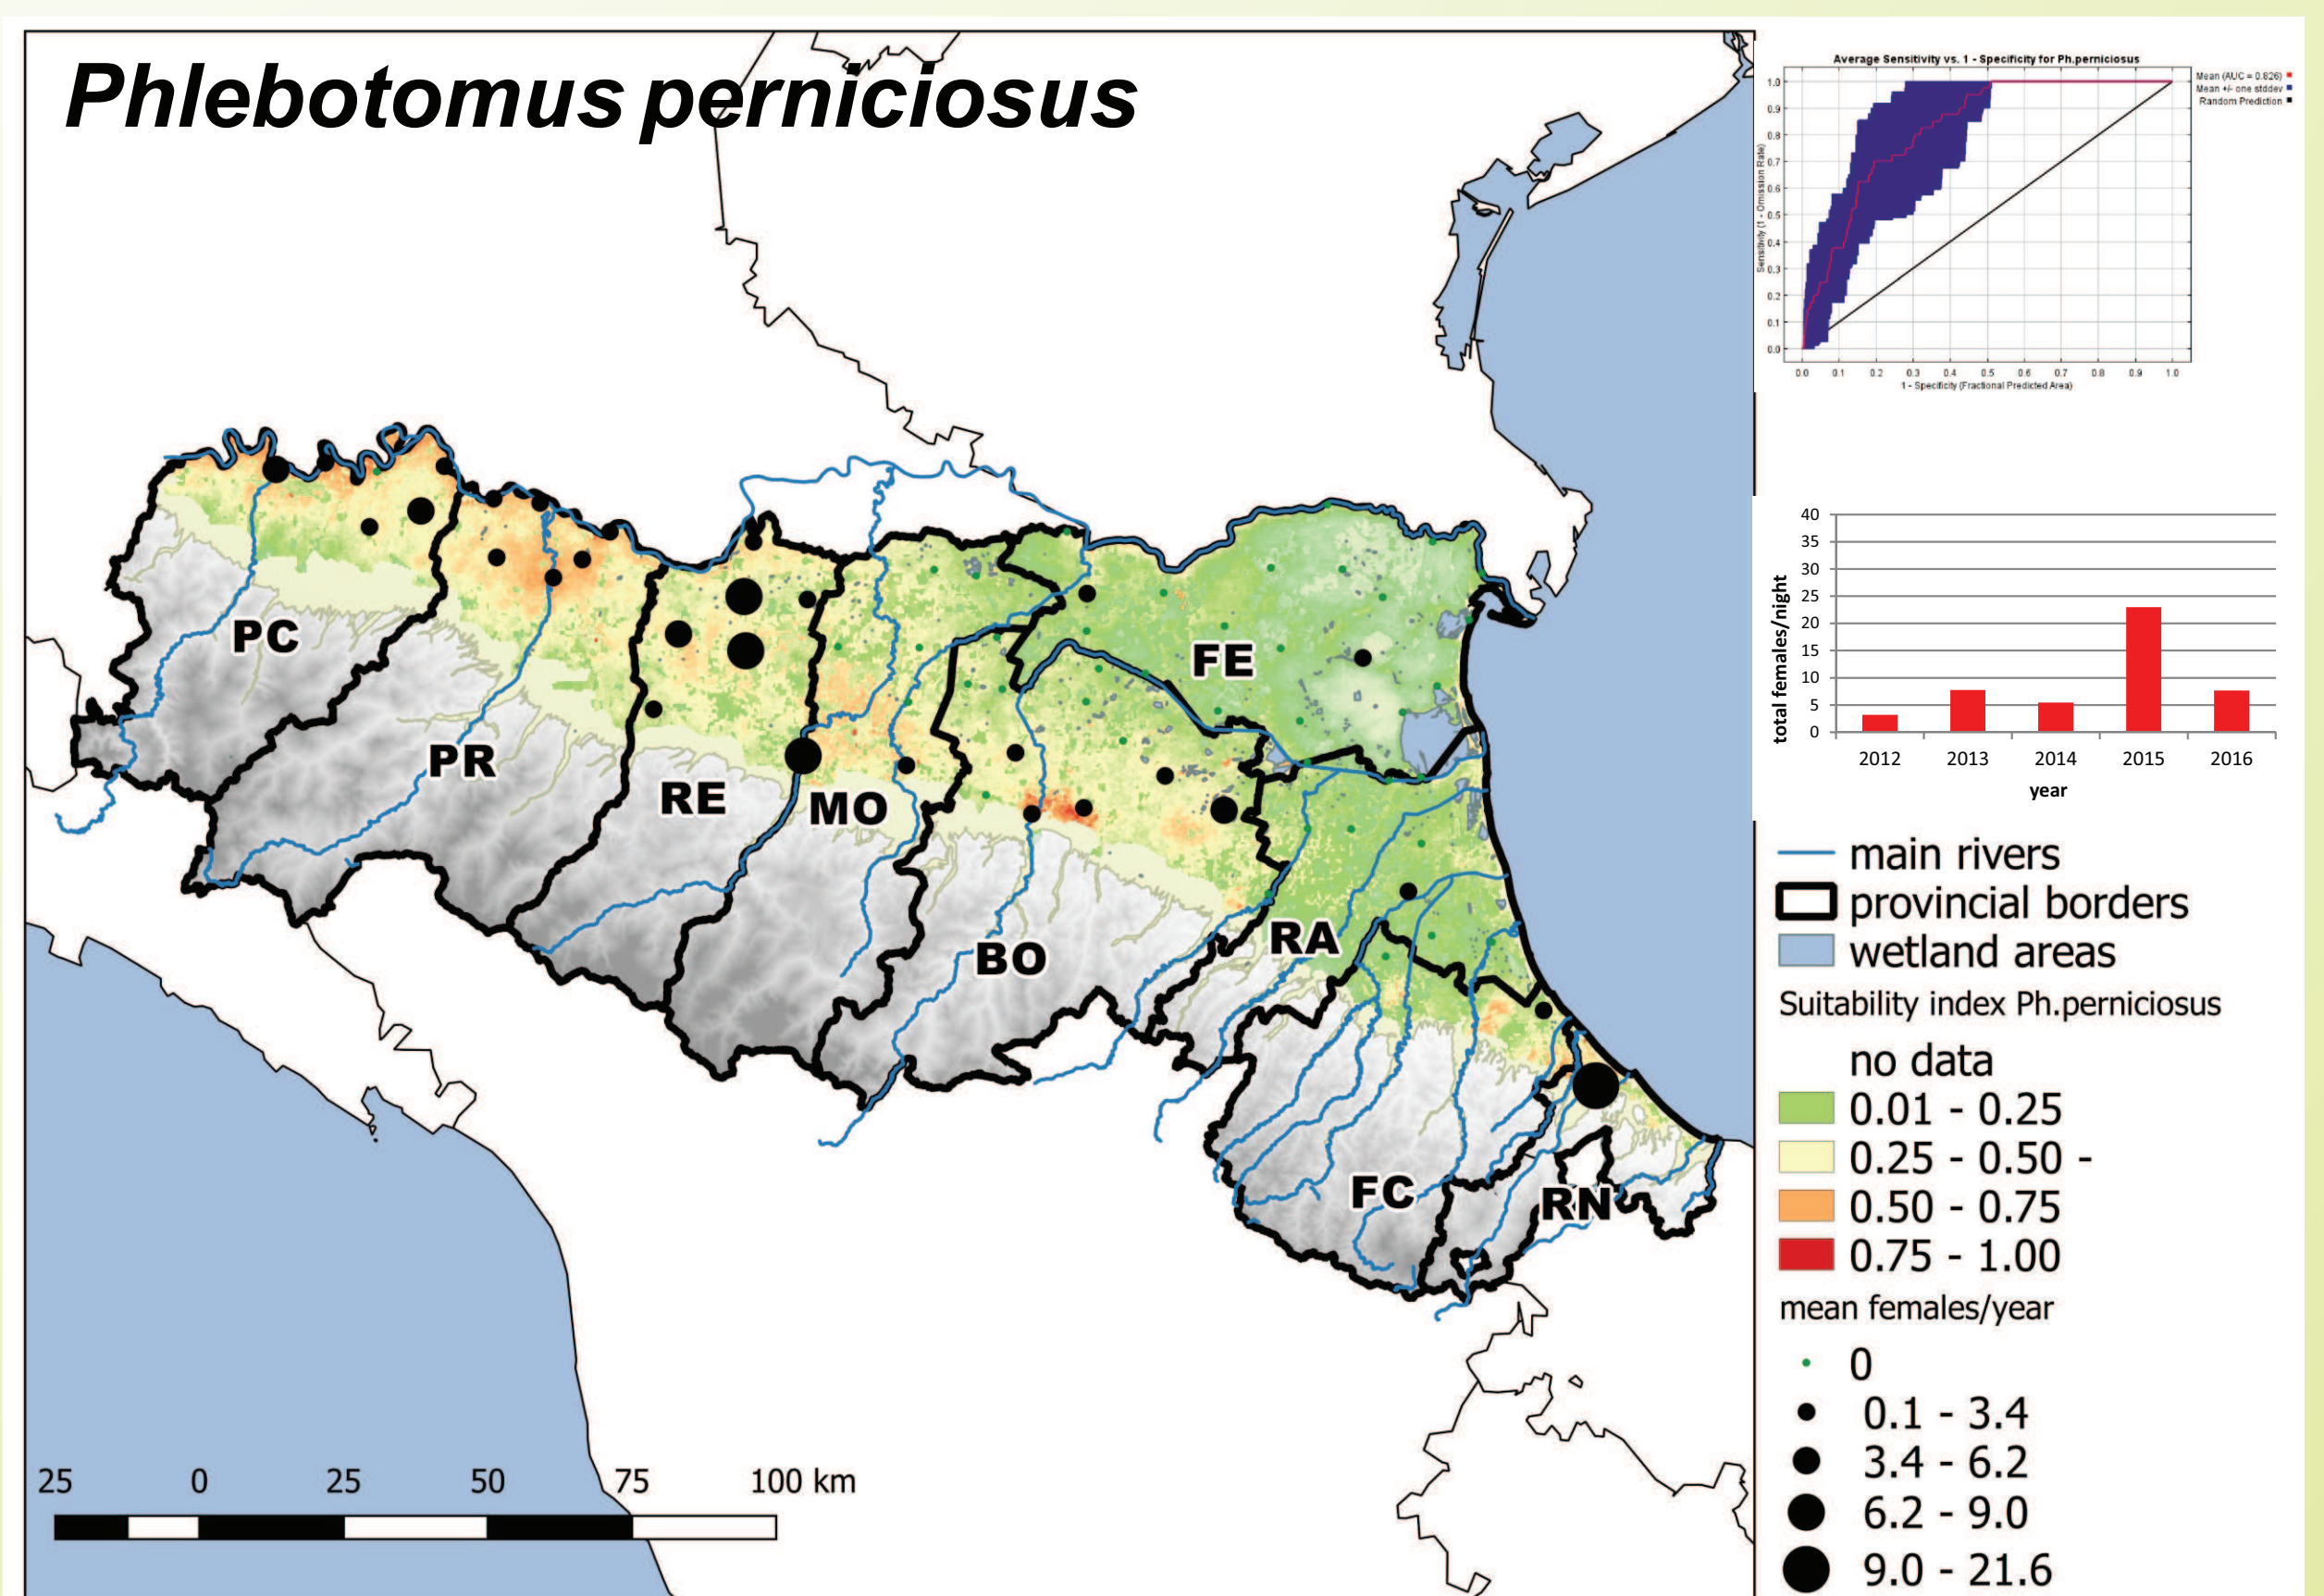 Phlebotomus perniciosus
Average Sensitivity vs. 1 - Specificity for Ph.perniciosus
Mean (AUC = 0.826)
Mean +/- one stddev
Random Prediction
Sensitivity (1 - Omission Rate)
1.0
0.9
0.8
0.7
0.6
0.5
0.4
0.3
0.2
0.1
0.0
0.0 0.1 0.2 0.3 0.4 0.5 0.6 0.7 0.8 0.9 1.0
1 - Specificity (Fractional Predicted Area)
total females/night
40
35
30
25
20
15
10
5
0
2012 2013 2014 2015 2016
year
PC
PR
RE
MO
BO
FE
RA
FC
RN
main rivers
provincial borders
wetland areas
Suitability index Ph.perniciosus
no data
0.01 - 0.25
0.25 - 0.50 -
0.50 - 0.75
0.75 - 1.00
mean females/year
0
0.1 - 3.4
3.4 - 6.2
6.2 - 9.0
9.0 - 21.6
25 0 25 50 75 100 km